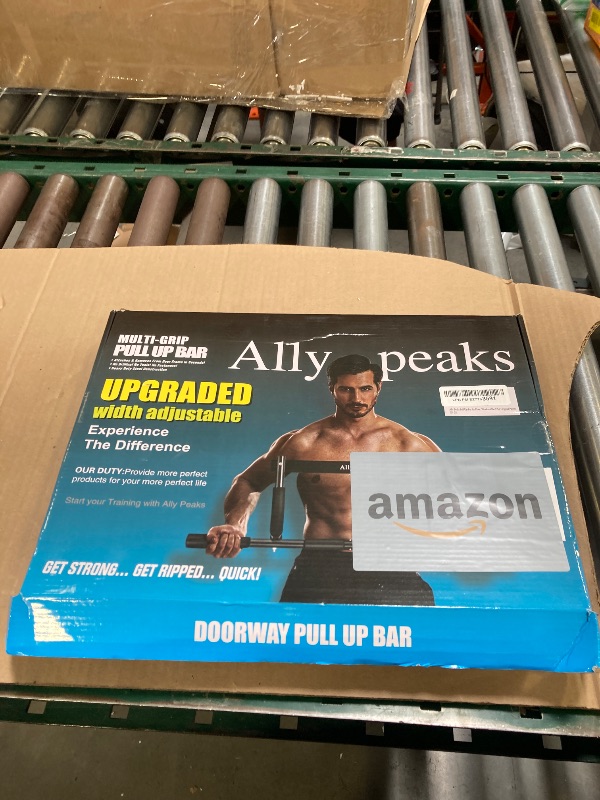 MULTI-GRIP
PULL UP BAR
Ally peaks
UPGRADED
width adjustable
Experience
The Difference
OUR DUTY:Provide more perfect
products for your more perfect life
Start your Training with Ally Peaks
All
amazon
GET STRONG... GET RIPPED... QUICK!
DOORWAY PULL UP BAR